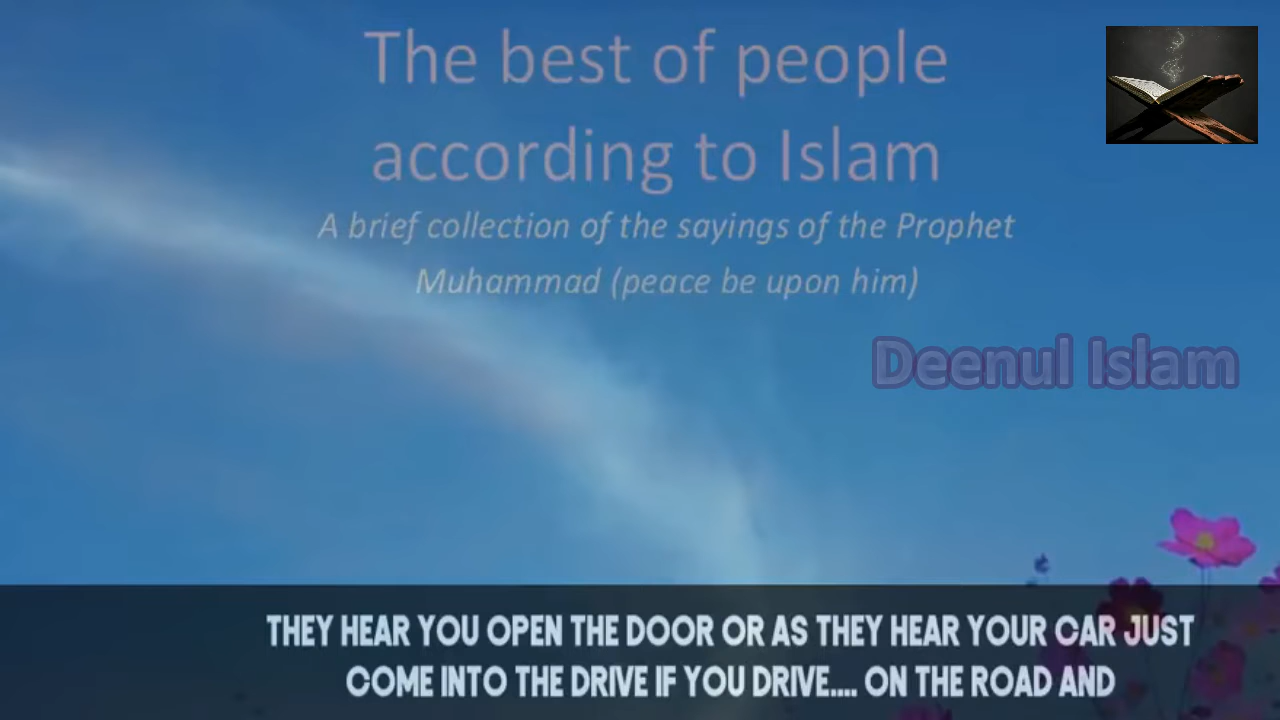 The best of people
according to Islam
A brief collection of the sayings of the Prophet
Muhammad (peace be upon him)
Deenul Islam
THEY HEAR YOU OPEN THE DOOR OR AS THEY HEAR YOUR CAR JUST
COME INTO THE DRIVE IF YOU DRIVE.... ON THE ROAD AND